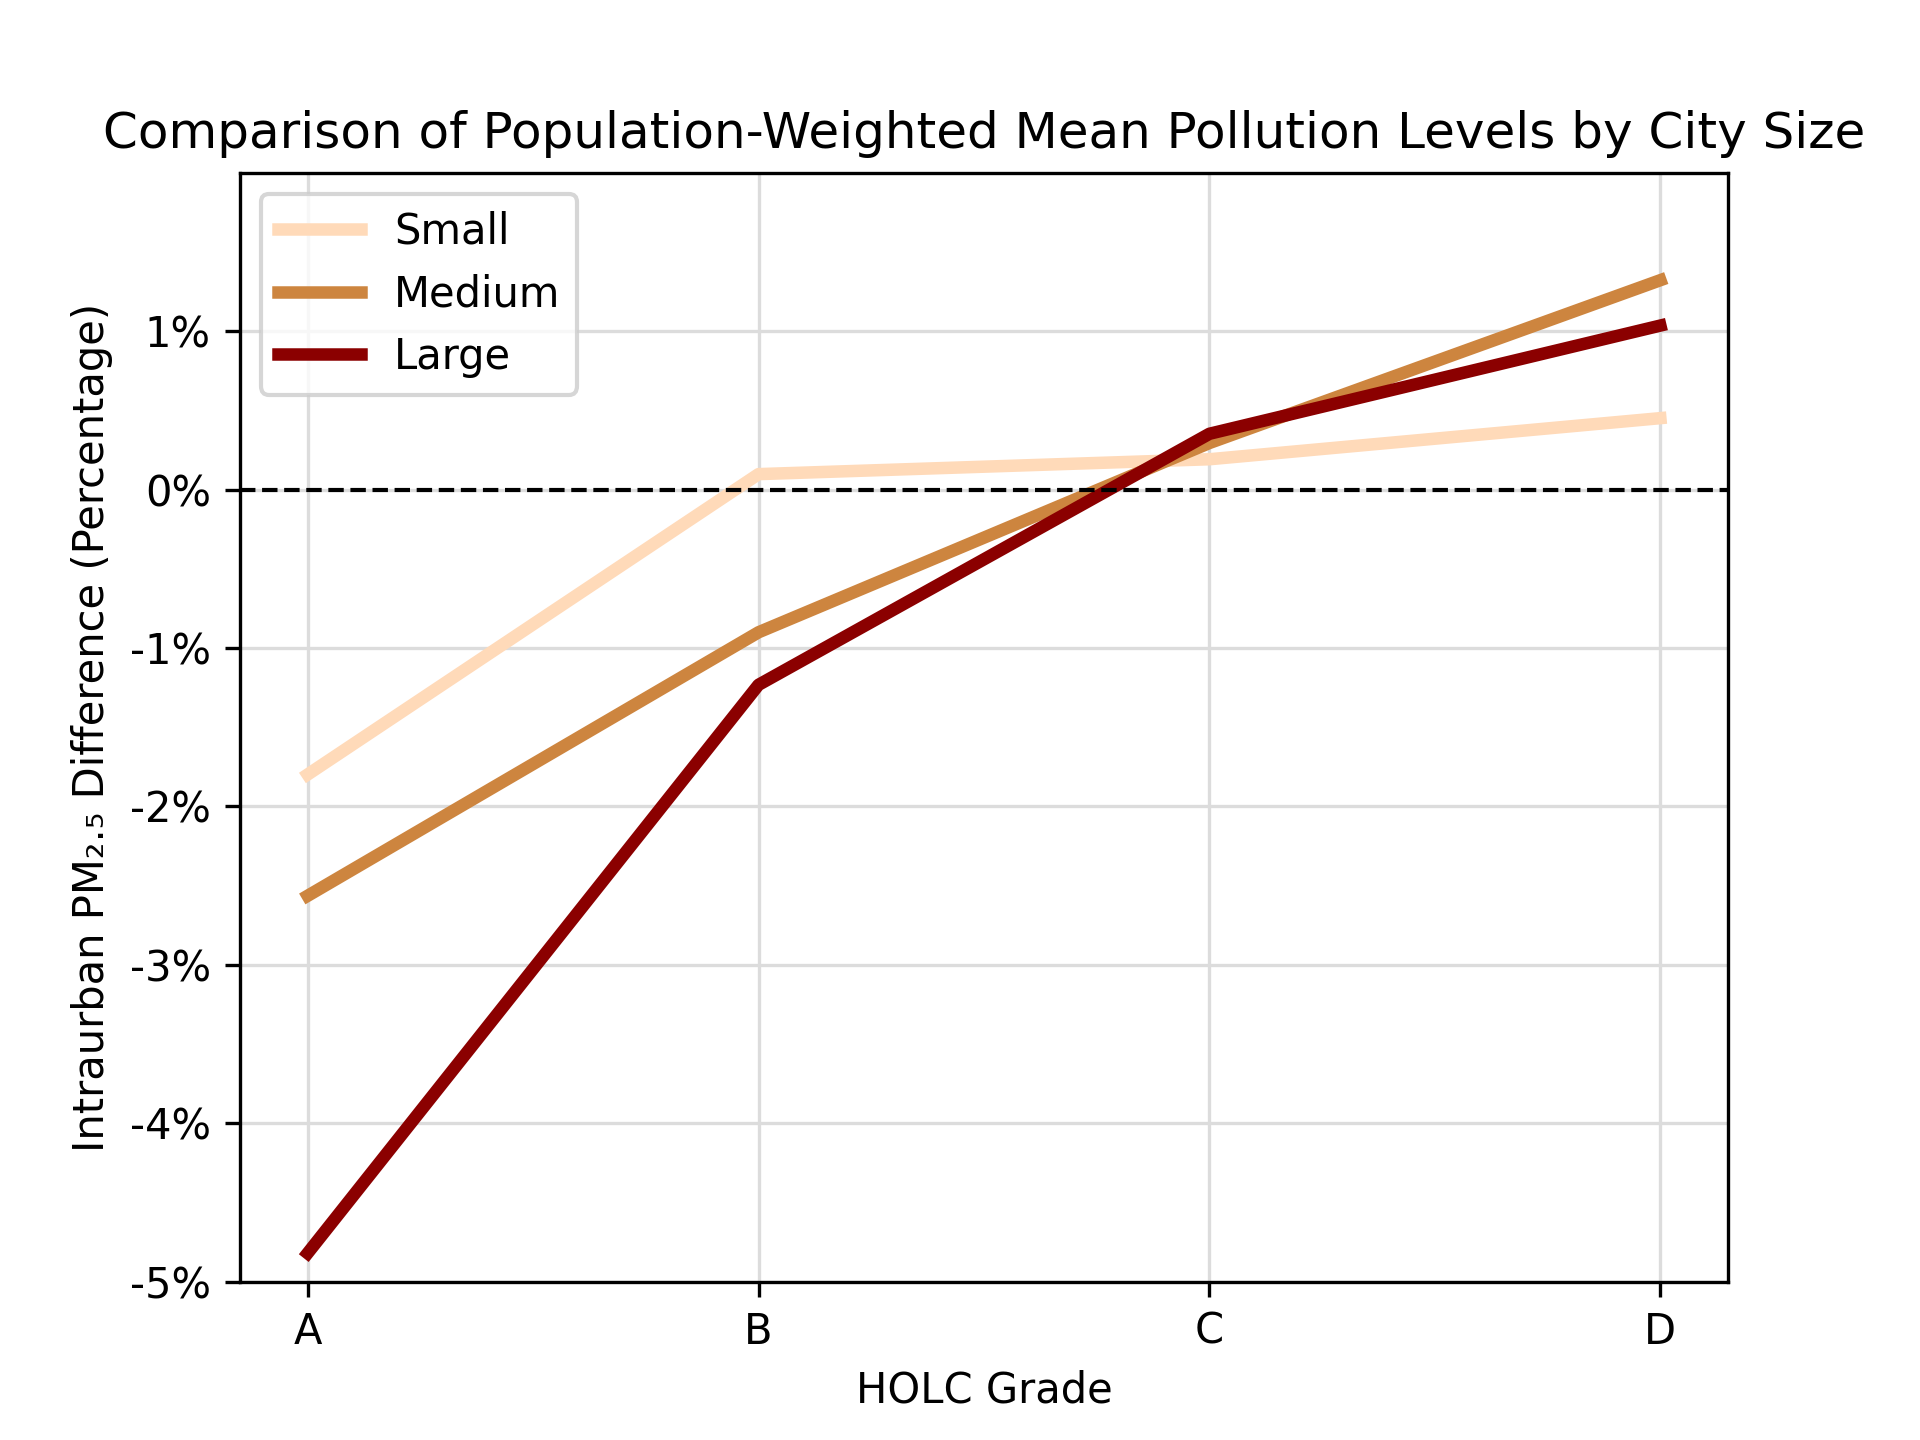 Comparison of Population-Weighted Mean Pollution Levels by City Size
Small
Medium
Large
Intraurban PM₂.₅ Difference (Percentage)
1%
0%
-1%
-2%
-3%
-4%
-5%
A
B
C
D
HOLC Grade